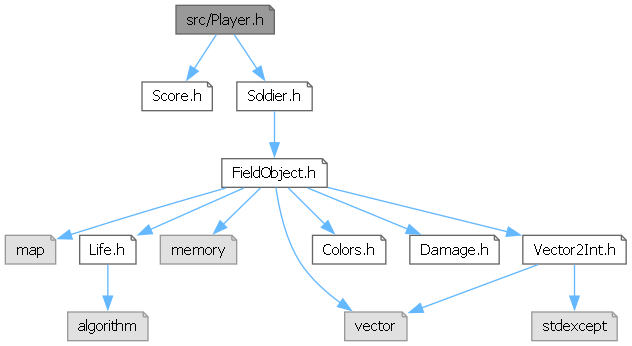 src/Player.h
Score.h
Soldier.h
FieldObject.h
map
Life.h
memory
Colors.h
Damage.h
Vector2Int.h
algorithm
vector
stdexcept